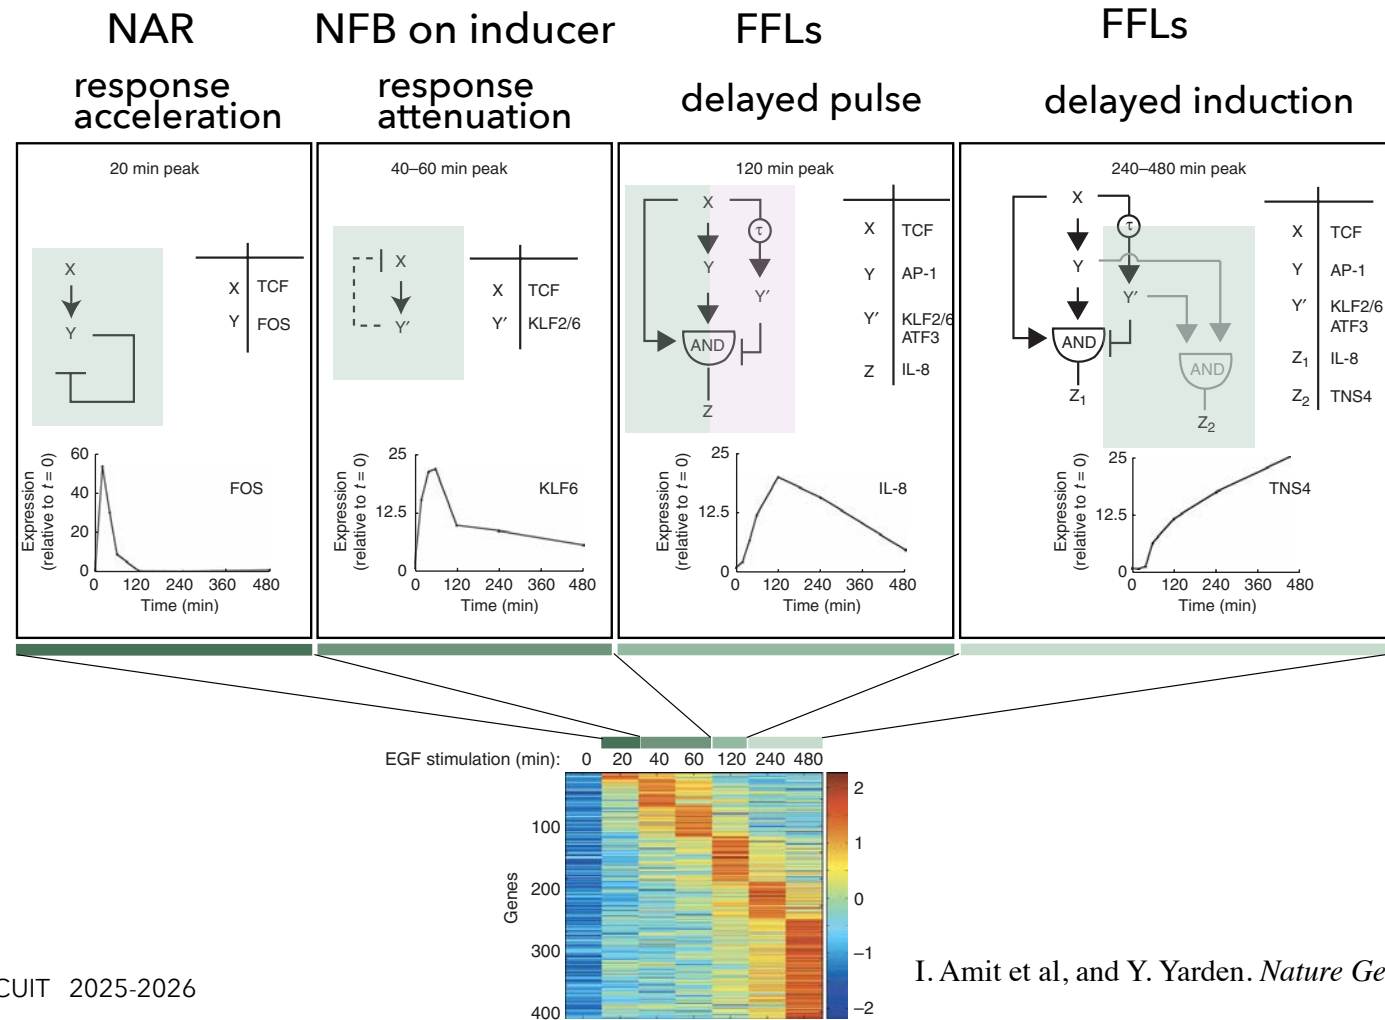 NAR
response
acceleration
NFB on inducer
response
attenuation
FFLs
delayed pulse
FFLs
delayed induction
20 min peak
X
Y
X TCF
Y FOS
60
40
20
0
Expression
(relative to t = 0)
FOS
0 120 240 360 480
Time (min)
40–60 min peak
X
Y′
X TCF
Y′ KLF2/6
25
12.5
0
Expression
(relative to t = 0)
KLF6
0 120 240 360 480
Time (min)
120 min peak
X
τ
Y
Y′
AND
Z
X TCF
Y AP-1
Y′ KLF2/6
ATF3
Z IL-8
25
12.5
0
Expression
(relative to t = 0)
IL-8
0 120 240 360 480
Time (min)
240–480 min peak
X
τ
Y
Y′
AND
AND
Z1
Z2
X TCF
Y AP-1
Y′ KLF2/6
ATF3
Z1 IL-8
Z2 TNS4
25
12.5
0
Expression
(relative to t = 0)
TNS4
0 120 240 360 480
Time (min)
EGF stimulation (min): 0 20 40 60 120 240 480
Genes
100
200
300
400
2
1
0
–1
–2
CUIT 2025-2026
I. Amit et al, and Y. Yarden. Nature Ge